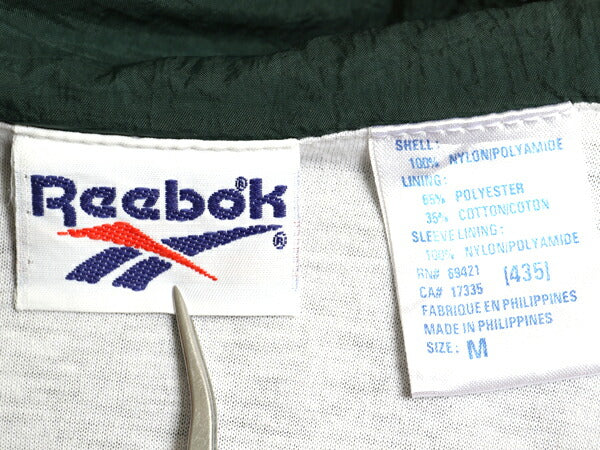 Reebok®
®
SHELL:
100% NYLON/POLYAMIDE
LINING:
65% POLYESTER
35% COTTON/COTON
SLEEVE LINING:
100% NYLON/POLYAMIDE
RN# 69421 [435]
CA# 17335
FABRIQUE EN PHILIPPINES
MADE IN PHILIPPINES
SIZE: M